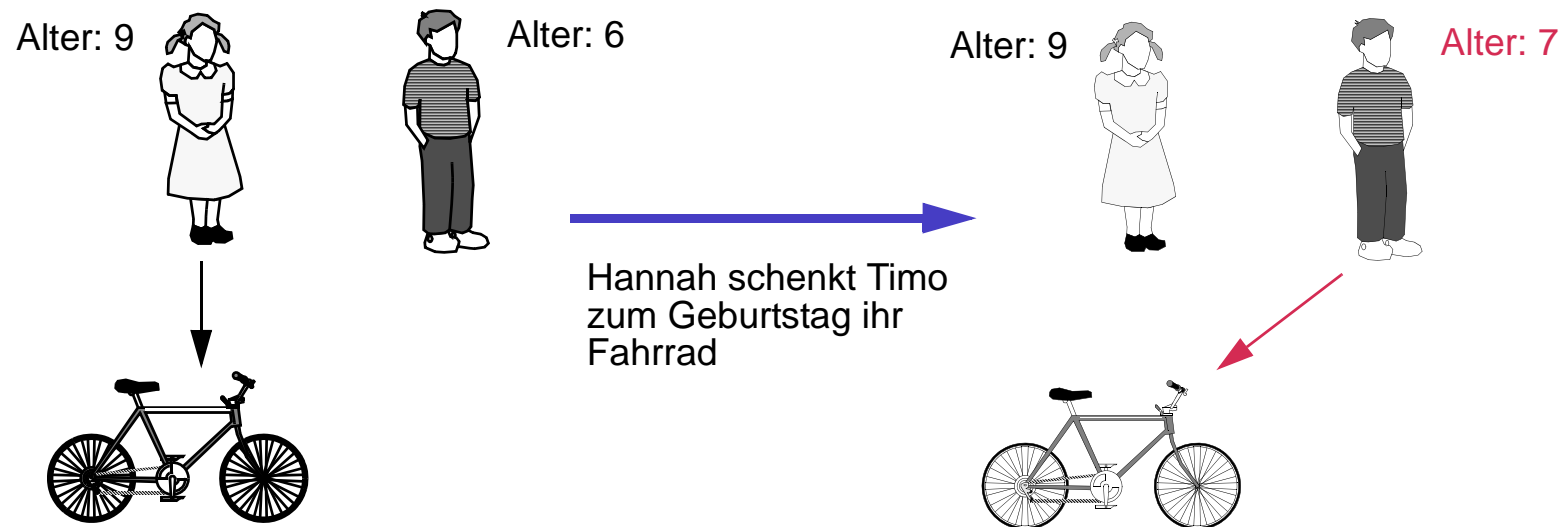 Alter: 9
Alter: 6
Hannah schenkt Timo
zum Geburtstag ihr
Fahrrad
Alter: 9
Alter: 7